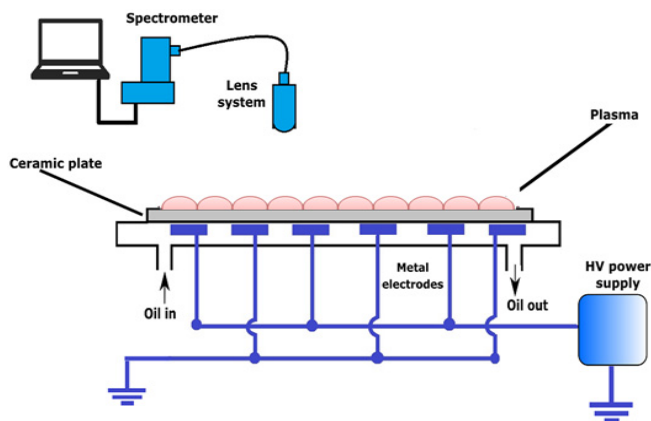 Spectrometer
Lens
system
Plasma
Ceramic plate
Metal
electrodes
HV power
supply
Oil in
Oil out